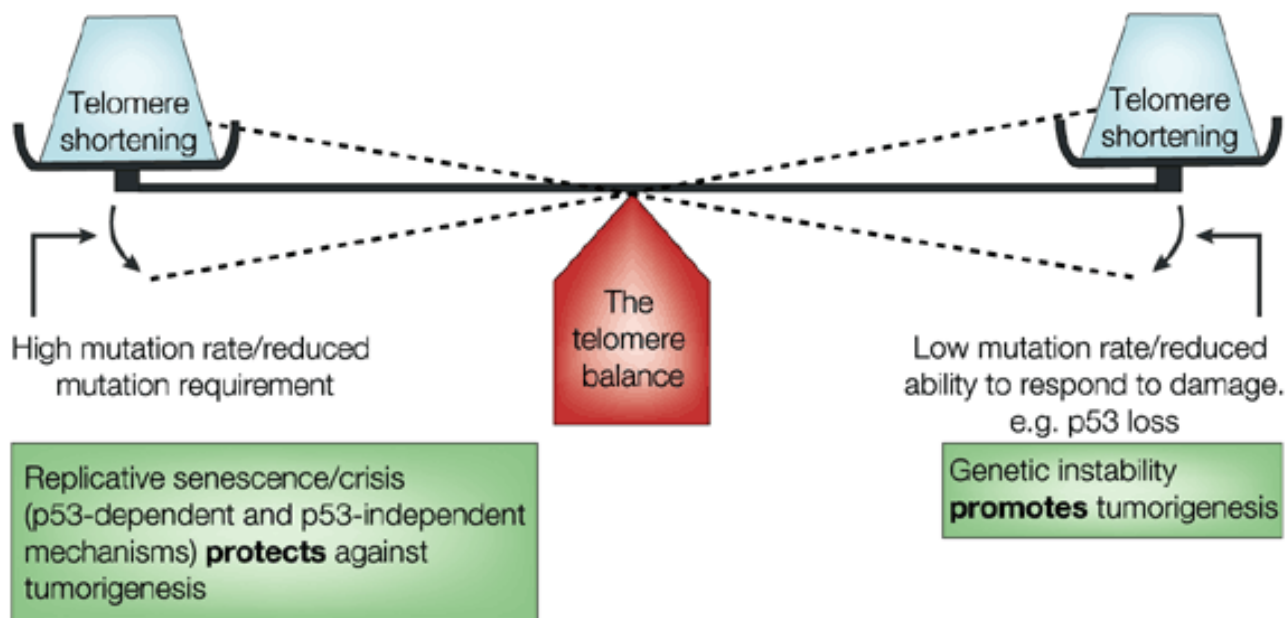 Telomere
shortening
Telomere
shortening
High mutation rate/reduced
mutation requirement
The
telomere
balance
Low mutation rate/reduced
ability to respond to damage.
e.g. p53 loss
Replicative senescence/crisis
(p53-dependent and p53-independent
mechanisms) protects against
tumorigenesis
Genetic instability
promotes tumorigenesis